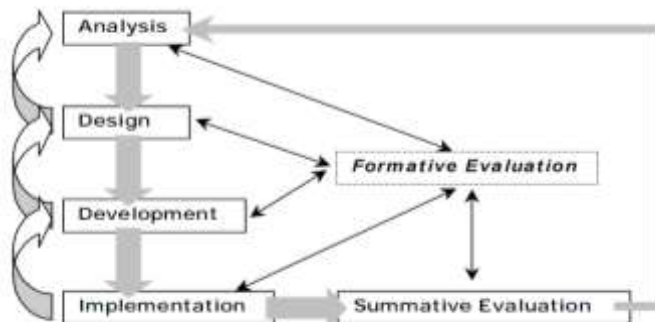 Analysis
Design
Formative Evaluation
Development
Implementation
Summative Evaluation